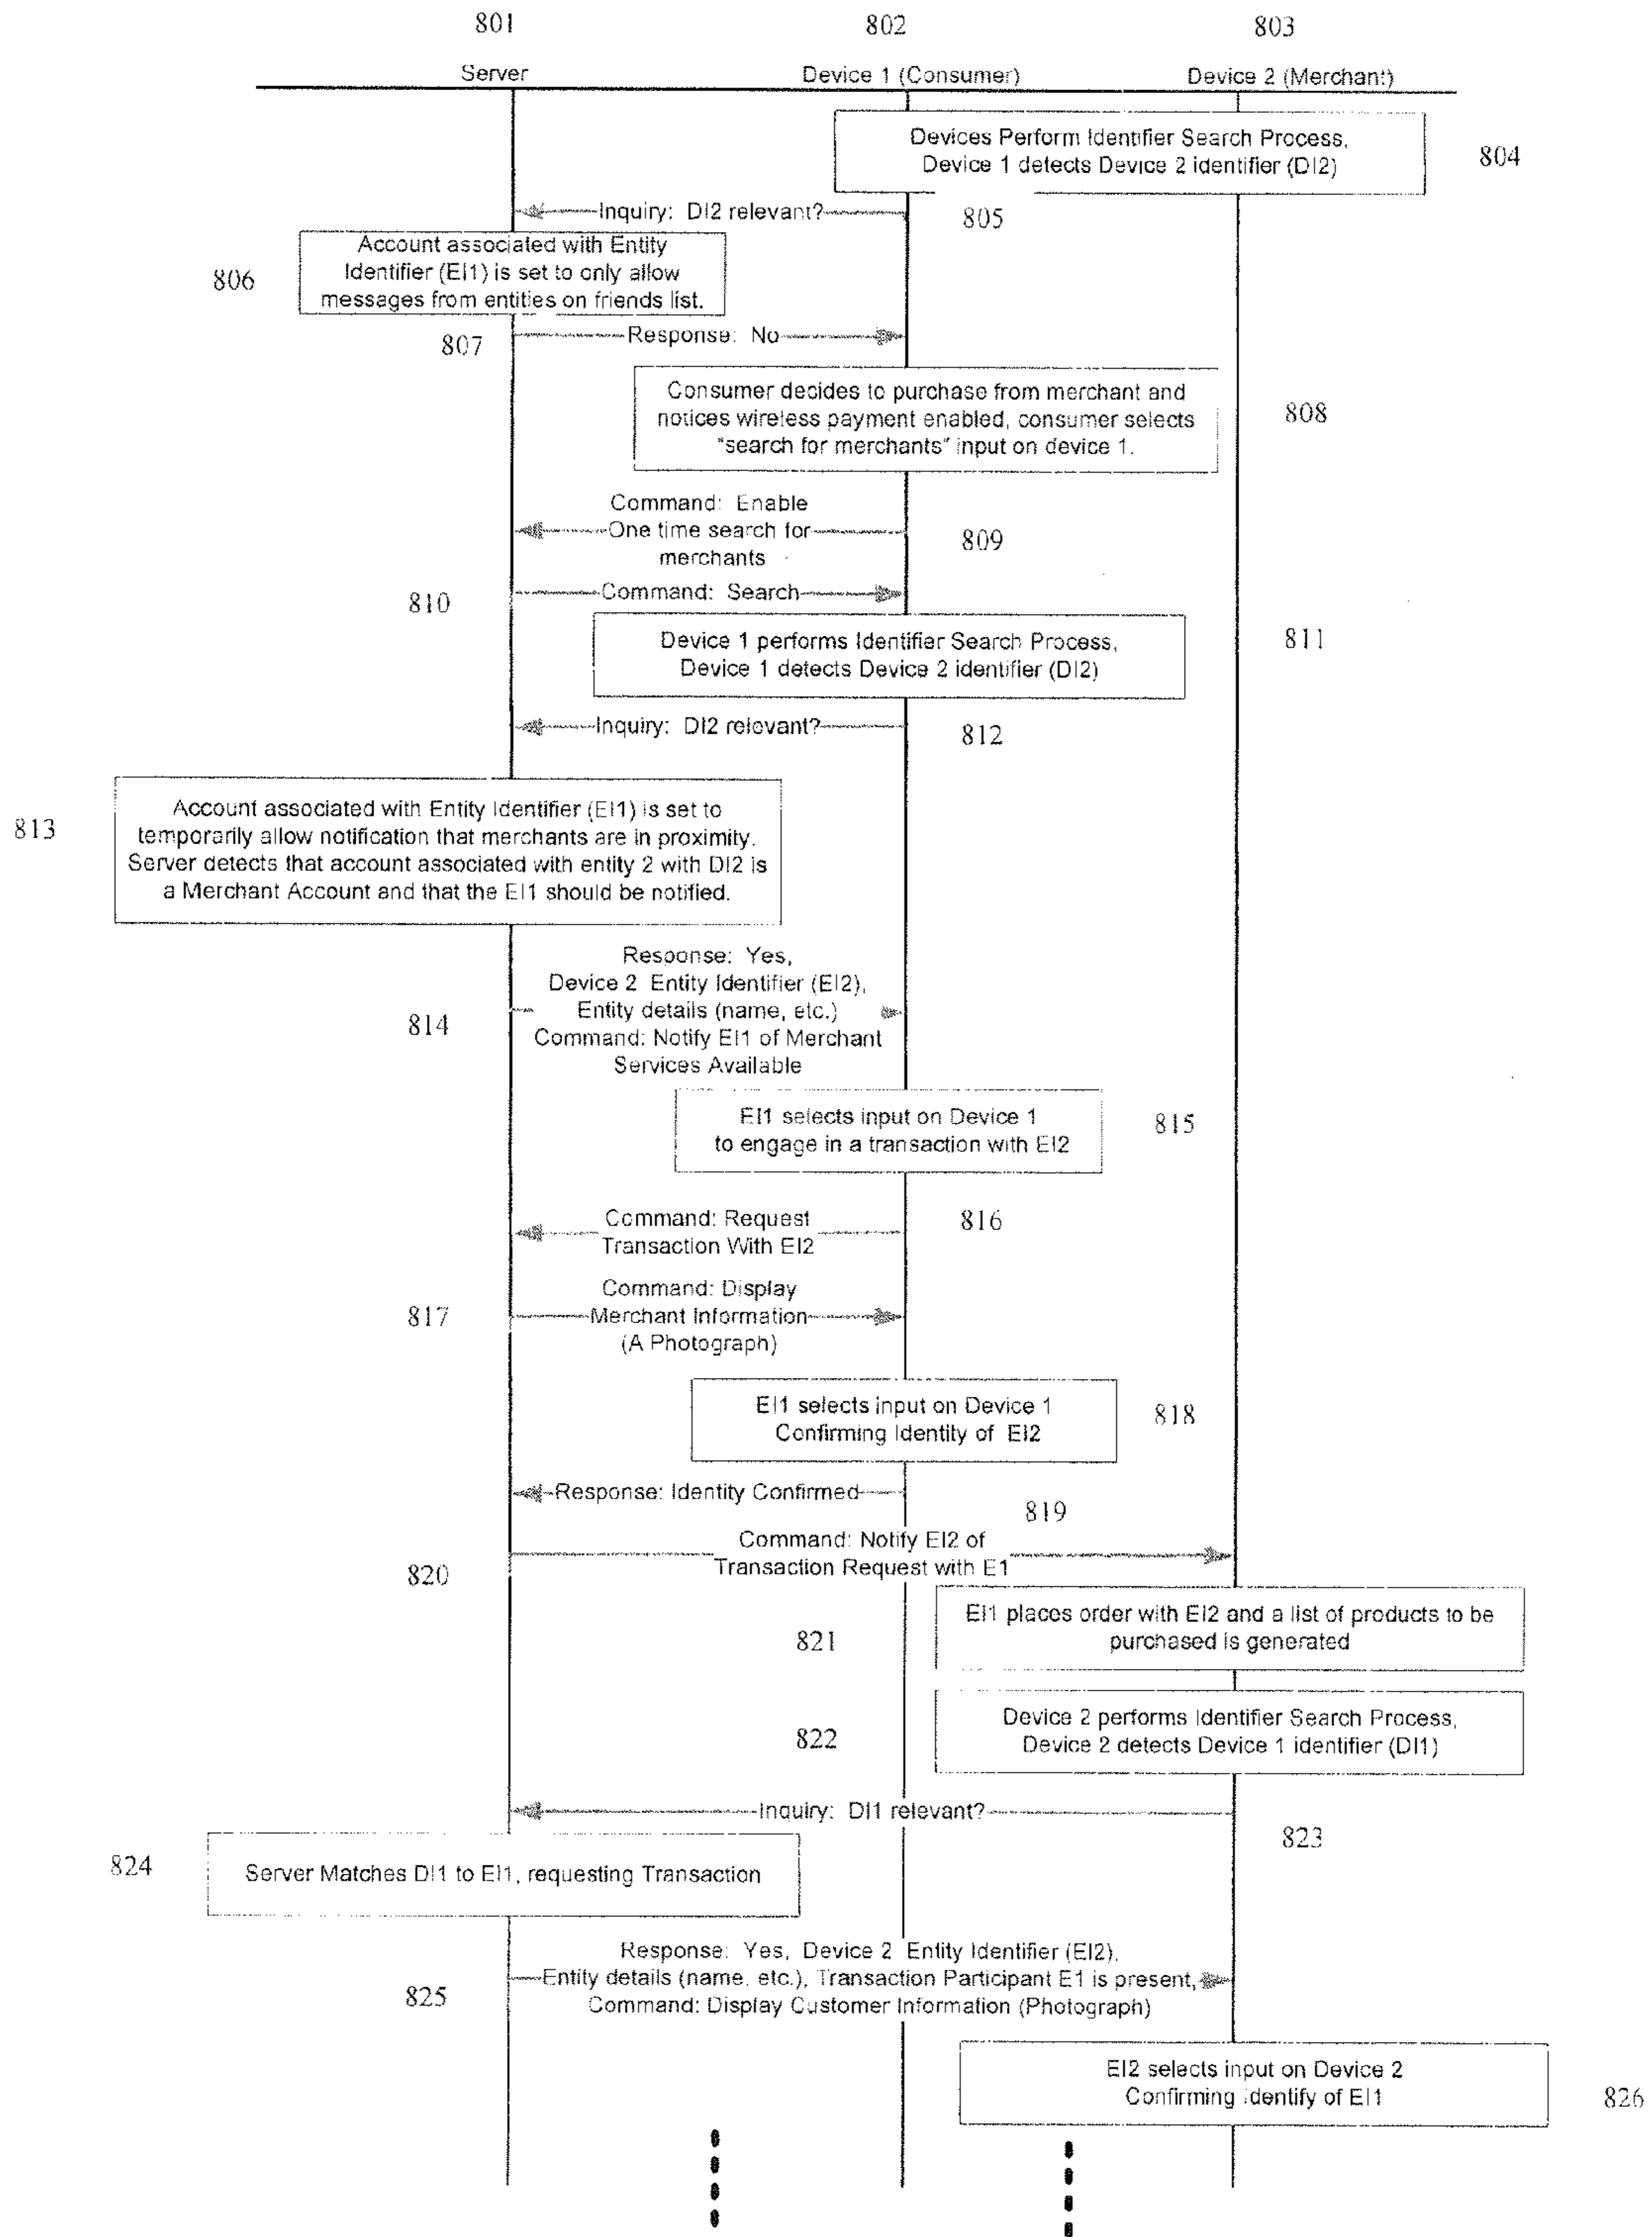 801
802
803
Server
Device 1 (Consumer)
Device 2 (Merchant)
Devices Perform Identifier Search Process,
Device 1 detects Device 2 identifier (DI2)
804
Inquiry: DI2 relevant?
805
806
Account associated with Entity
Identifier (EI1) is set to only allow
messages from entities on friends list.
807
Response: No
Consumer decides to purchase from merchant and
notices wireless payment enabled, consumer selects
"search for merchants" input on device 1.
808
Command: Enable
One time search for
merchants
809
810
Command: Search
Device 1 performs Identifier Search Process,
Device 1 detects Device 2 identifier (DI2)
811
Inquiry: DI2 relevant?
812
813
Account associated with Entity Identifier (EI1) is set to
temporarily allow notification that merchants are in proximity.
Server detects that account associated with entity 2 with DI2 is
a Merchant Account and that the EI1 should be notified.
814
Response: Yes,
Device 2 Entity Identifier (EI2),
Entity details (name, etc.)
Command: Notify EI1 of Merchant
Services Available
EI1 selects input on Device 1
to engage in a transaction with EI2
815
Command: Request
Transaction With EI2
816
817
Command: Display
Merchant Information
(A Photograph)
EI1 selects input on Device 1
Confirming Identity of EI2
818
Response: Identity Confirmed
819
820
Command: Notify EI2 of
Transaction Request with E1
821
EI1 places order with EI2 and a list of products to be
purchased is generated
822
Device 2 performs Identifier Search Process,
Device 2 detects Device 1 identifier (DI1)
Inquiry: DI1 relevant?
823
824
Server Matches DI1 to EI1, requesting Transaction
825
Response: Yes, Device 2 Entity Identifier (EI2),
Entity details (name, etc.), Transaction Participant E1 is present,
Command: Display Customer Information (Photograph)
EI2 selects input on Device 2
Confirming Identify of EI1
826